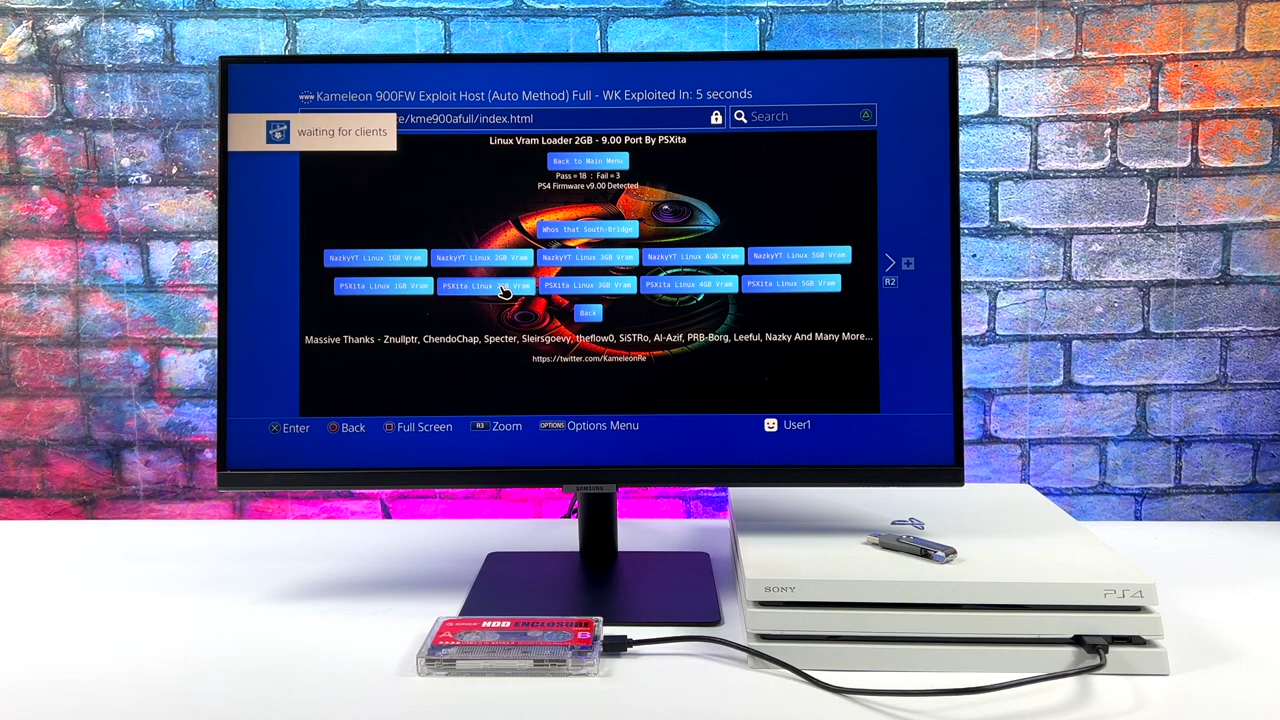 Kameleon 900FW Exploit Host (Auto Method) Full - WK Exploited In: 5 seconds
e/kme900afull/index.html
Search
waiting for clients
Linux Vram Loader 2GB - 9.00 Port By PSXita
Back to Main Menu
Pass = 18 : Fail = 3
PS4 Firmware v9.00 Detected
Whos that South-Bridge
NazkyYT Linux 1GB Vram NazkyYT Linux 2GB Vram NazkyYT Linux 3GB Vram NazkyYT Linux 4GB Vram NazkyYT Linux 5GB Vram
PSXita Linux 1GB Vram PSXita Linux 2GB Vram PSXita Linux 3GB Vram PSXita Linux 4GB Vram PSXita Linux 5GB Vram
Back
Massive Thanks - Znullptr, ChendoChap, Specter, Sleirsgoevy, theflow0, SiSTRo, Al-Azif, PRB-Borg, Leeful, Nazky And Many More...
https://twitter.com/KameleonRe
R2
Enter Back Full Screen R3 Zoom OPTIONS Options Menu User1
SAMSUNG
SONY PS4
HDD ENCLOSURE
A B